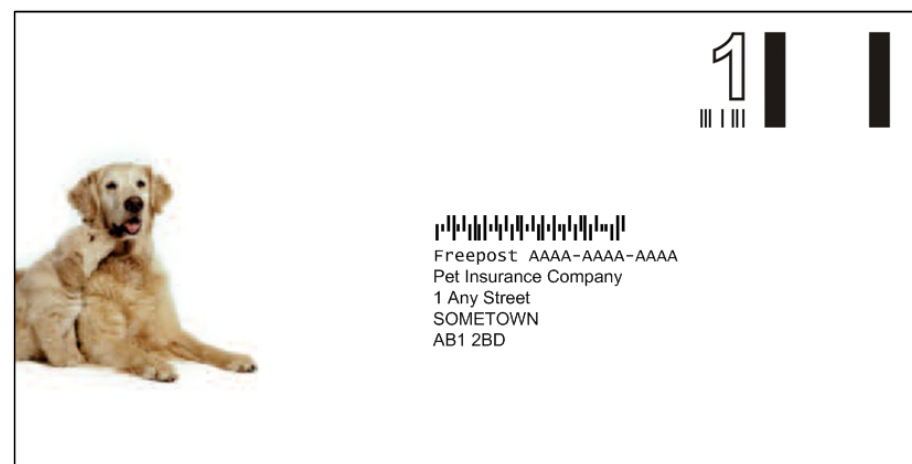 1
Freepost AAAA-AAAA-AAAA
Pet Insurance Company
1 Any Street
SOMETOWN
AB1 2BD